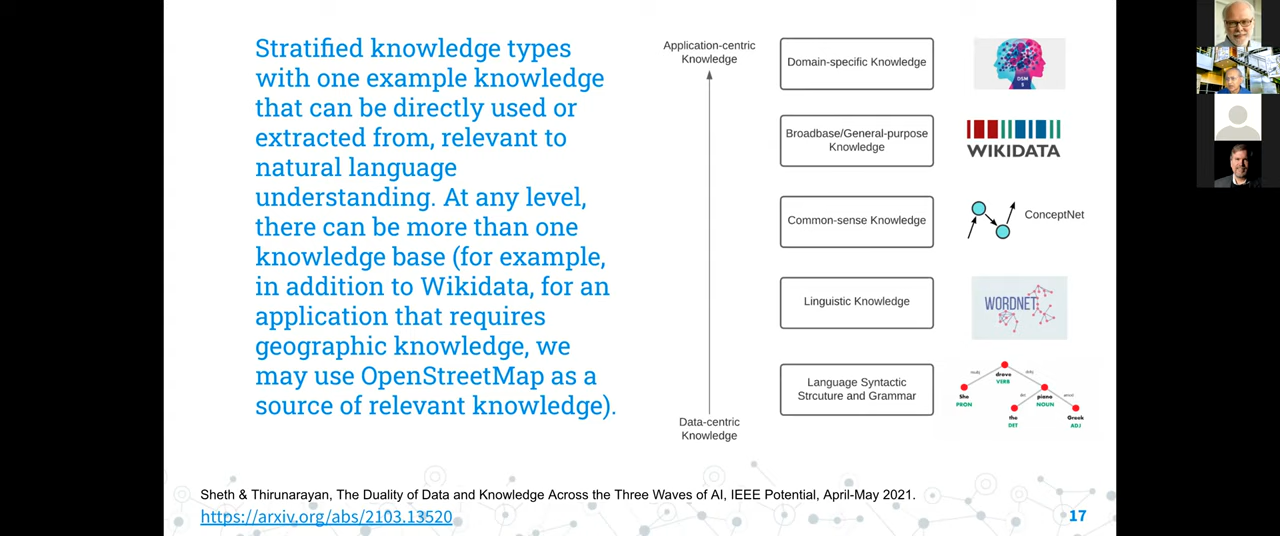 Stratified knowledge types
with one example knowledge
that can be directly used or
extracted from, relevant to
natural language
understanding. At any level,
there can be more than one
knowledge base (for example,
in addition to Wikidata, for an
application that requires
geographic knowledge, we
may use OpenStreetMap as a
source of relevant knowledge).
Application-centric
Knowledge
Data-centric
Knowledge
Domain-specific Knowledge
DSM
5
Broadbase/General-purpose
Knowledge
WIKIDATA
Common-sense Knowledge
ConceptNet
Linguistic Knowledge
WORDNET
Language Syntactic
Strcuture and Grammar
drove
VERB
She
PRON
piano
NOUN
the
DET
Greek
ADJ
Sheth & Thirunarayan, The Duality of Data and Knowledge Across the Three Waves of AI, IEEE Potential, April-May 2021.
https://arxiv.org/abs/2103.13520
17